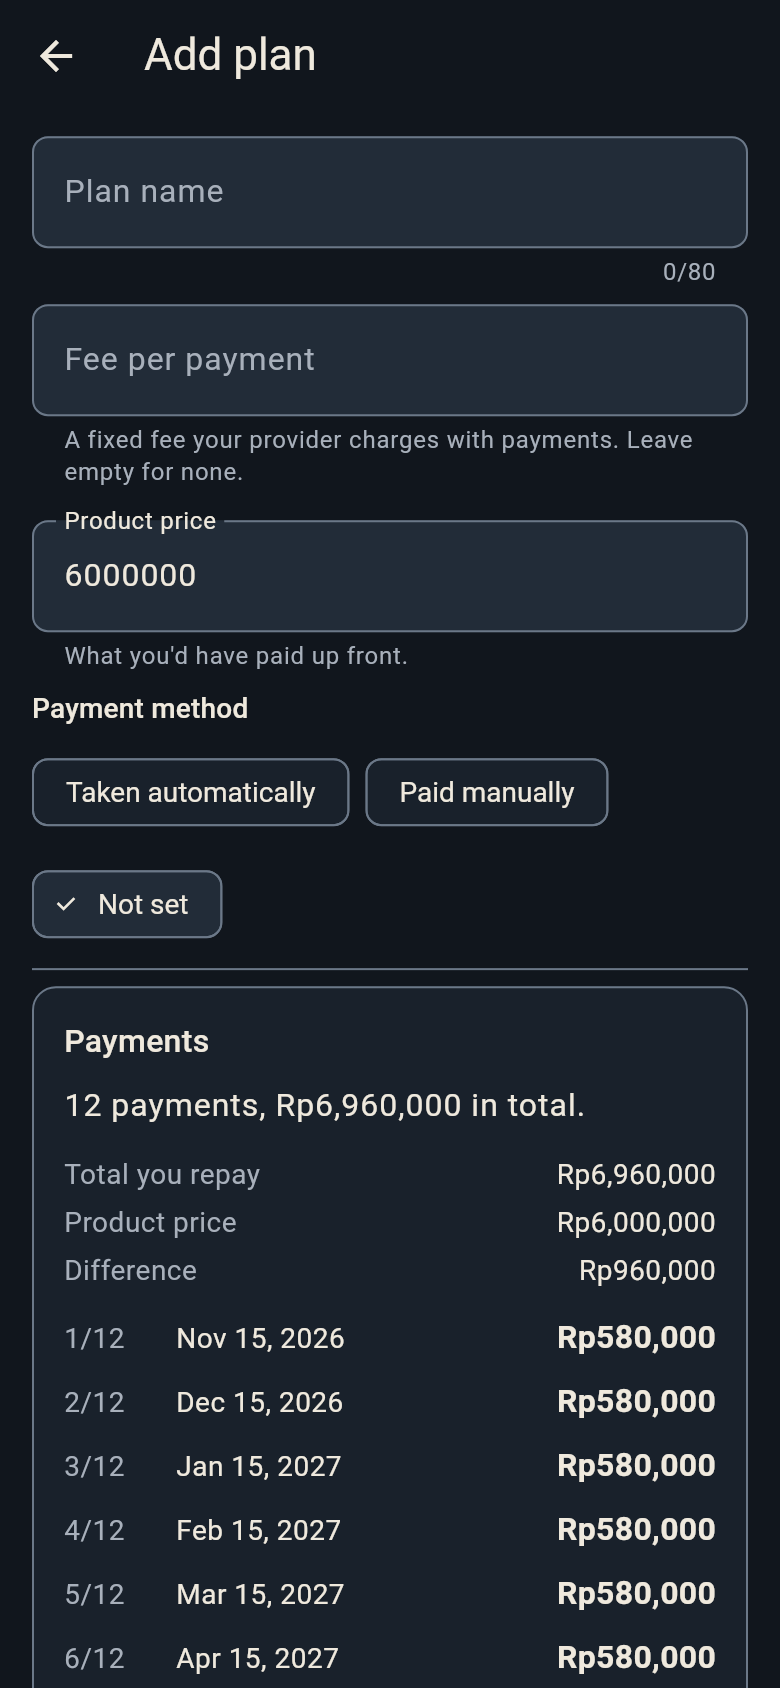 Add plan
Plan name
0/80
Fee per payment
A fixed fee your provider charges with payments. Leave
empty for none.
Product price
6000000
What you'd have paid up front.
Payment method
Taken automatically
Paid manually
Not set
Payments
12 payments, Rp6,960,000 in total.
Total you repay Rp6,960,000
Product price Rp6,000,000
Difference Rp960,000
1/12 Nov 15, 2026 Rp580,000
2/12 Dec 15, 2026 Rp580,000
3/12 Jan 15, 2027 Rp580,000
4/12 Feb 15, 2027 Rp580,000
5/12 Mar 15, 2027 Rp580,000
6/12 Apr 15, 2027 Rp580,000